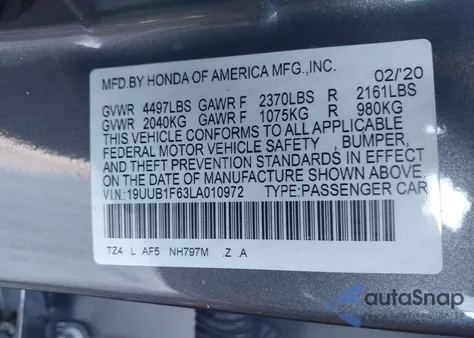 MFD.BY HONDA OF AMERICA MFG.,INC. 02/'20
GVWR 4497LBS GAWR F 2370LBS R 2161LBS
GVWR 2040KG GAWR F 1075KG R 980KG
THIS VEHICLE CONFORMS TO ALL APPLICABLE
FEDERAL MOTOR VEHICLE SAFETY, BUMPER,
AND THEFT PREVENTION STANDARDS IN EFFECT
ON THE DATE OF MANUFACTURE SHOWN ABOVE.
V.I.N.:19UUB1F63LA010972 TYPE:PASSENGER CAR
TZ4 L AF5 NH797M .Z .A
autoSnap